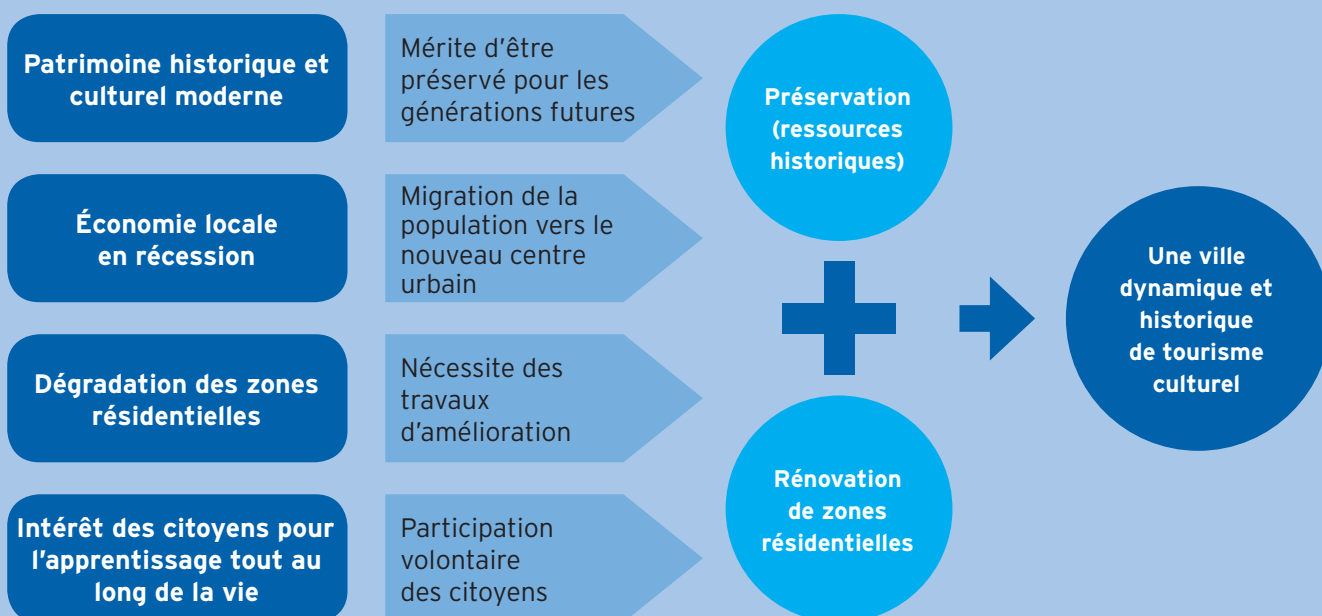 Patrimoine historique et
culturel moderne
Mérite d'être
préservé pour les
générations futures
Économie locale
en récession
Migration de la
population vers le
nouveau centre
urbain
Dégradation des zones
résidentielles
Nécessite des
travaux
d'amélioration
Intérêt des citoyens pour
l'apprentissage tout au
long de la vie
Participation
volontaire
des citoyens
Préservation
(ressources
historiques)
Rénovation
de zones
résidentielles
Une ville
dynamique et
historique
de tourisme
culturel